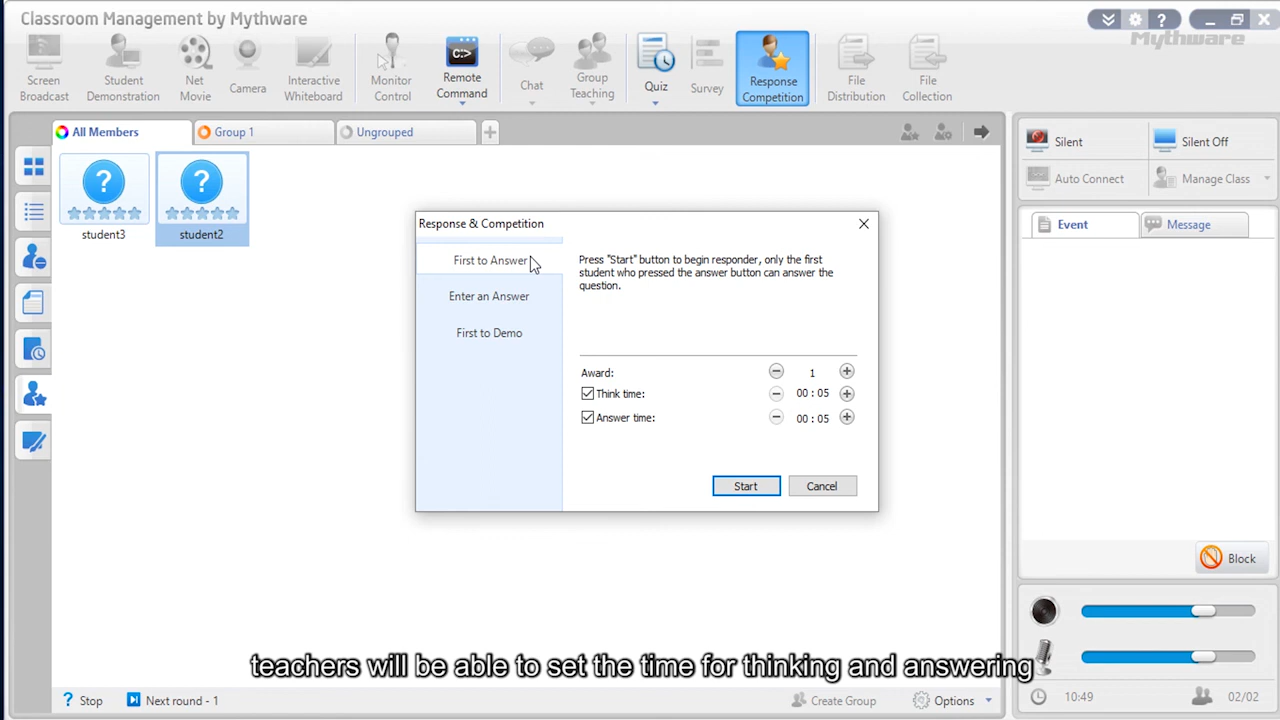 Classroom Management by Mythware
Mythware
Screen
Broadcast
Student
Demonstration
Net
Movie
Camera
Interactive
Whiteboard
Monitor
Control
C:>
Remote
Command
Chat
Group
Teaching
Quiz
Survey
Response
Competition
File
Distribution
File
Collection
All Members
Group 1
Ungrouped
Silent
Silent Off
Auto Connect
Manage Class
student3
student2
Event
Message
Response & Competition
First to Answer
Enter an Answer
First to Demo
Press "Start" button to begin responder, only the first
student who pressed the answer button can answer the
question.
Award: 1
Think time: 00 : 05
Answer time: 00 : 05
Start
Cancel
Block
teachers will be able to set the time for thinking and answering
Stop
Next round - 1
Create Group
Options
10:49
02/02